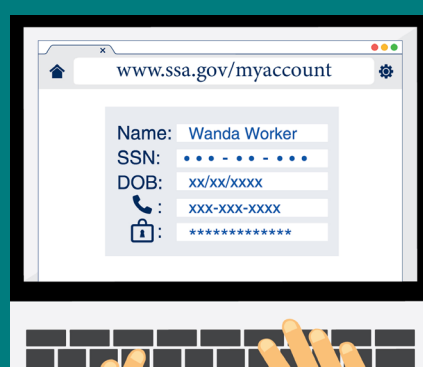 www.ssa.gov/myaccount
Name: Wanda Worker
SSN: •••-••-•••
DOB: xx/xx/xxxx
: xxx-xxx-xxxx
: *************